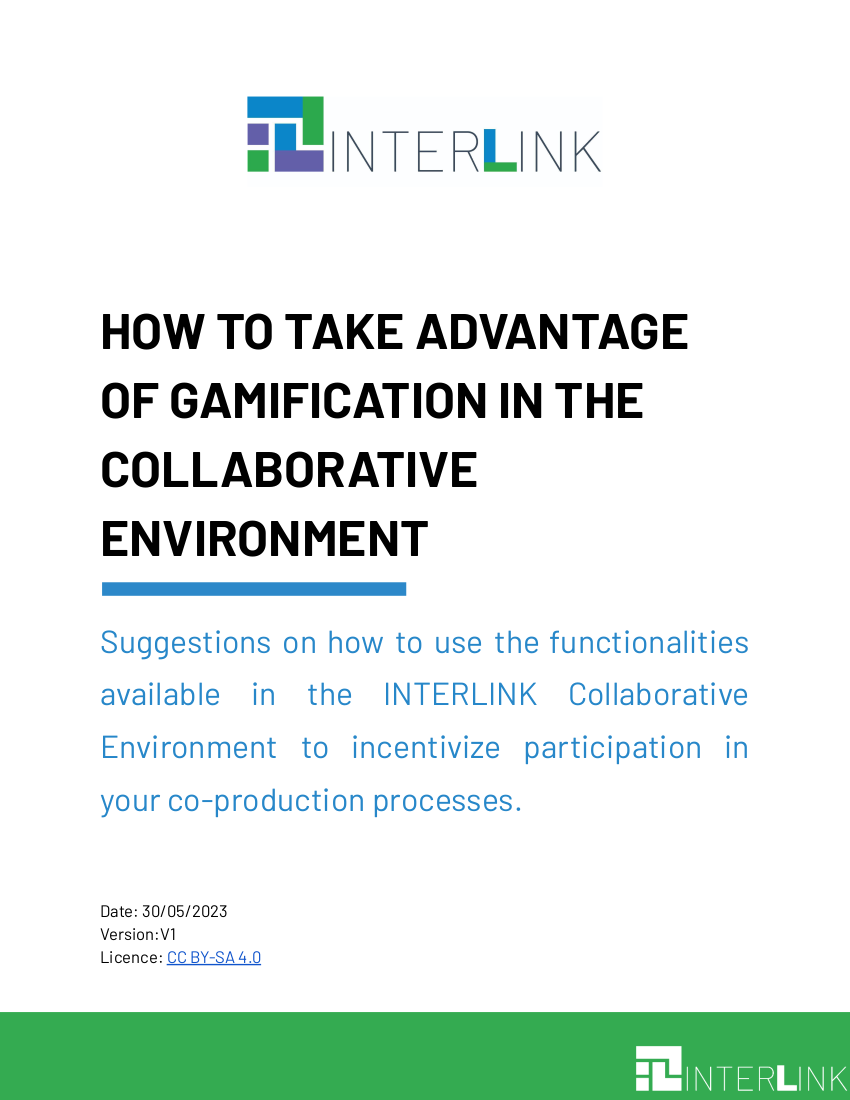 INTERLINK
HOW TO TAKE ADVANTAGE
OF GAMIFICATION IN THE
COLLABORATIVE
ENVIRONMENT
Suggestions on how to use the functionalities
available in the INTERLINK Collaborative
Environment to incentivize participation in
your co-production processes.
Date: 30/05/2023
Version:V1
Licence: CC BY-SA 4.0
INTERLINK